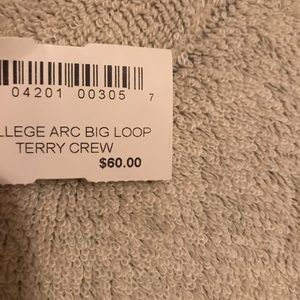 04201 00305 7
LLEGE ARC BIG LOOP
TERRY CREW
$60.00